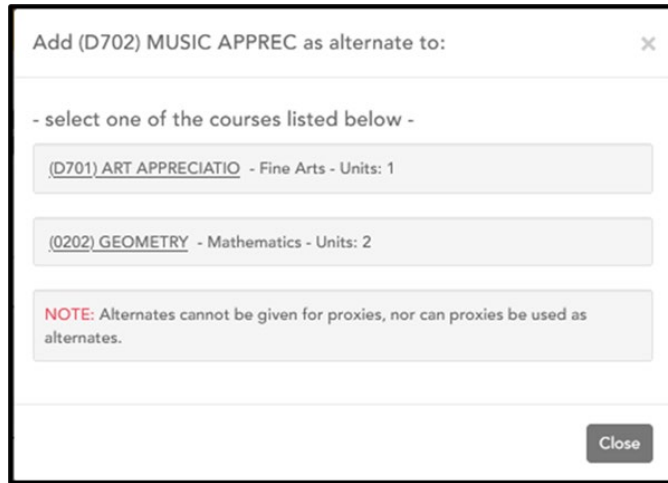 Add (D702) MUSIC APPREC as alternate to:
×
- select one of the courses listed below -
(D701) ART APPRECIATIO - Fine Arts - Units: 1
(0202) GEOMETRY - Mathematics - Units: 2
NOTE: Alternates cannot be given for proxies, nor can proxies be used as
alternates.
Close